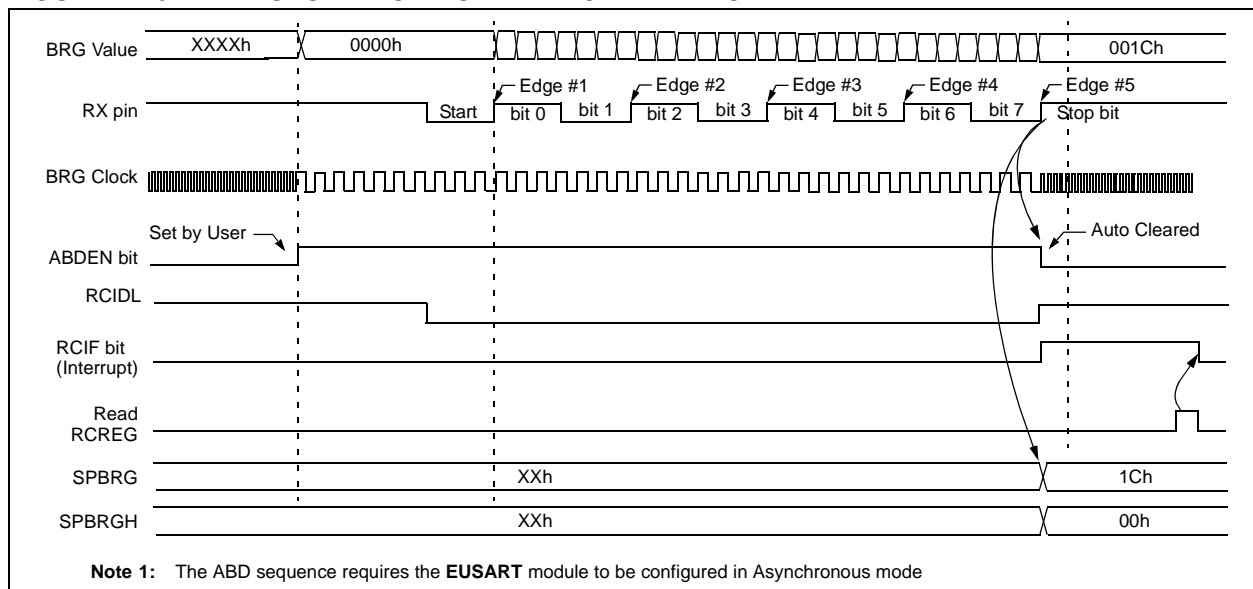 BRG Value XXXXh 0000h 001Ch
Edge #1 Edge #2 Edge #3 Edge #4 Edge #5
RX pin Start bit 0 bit 1 bit 2 bit 3 bit 4 bit 5 bit 6 bit 7 Stop bit
BRG Clock
Set by User Auto Cleared
ABDEN bit
RCIDL
RCIF bit
(Interrupt)
Read
RCREG
SPBRG XXh 1Ch
SPBRGH XXh 00h
Note 1: The ABD sequence requires the EUSART module to be configured in Asynchronous mode